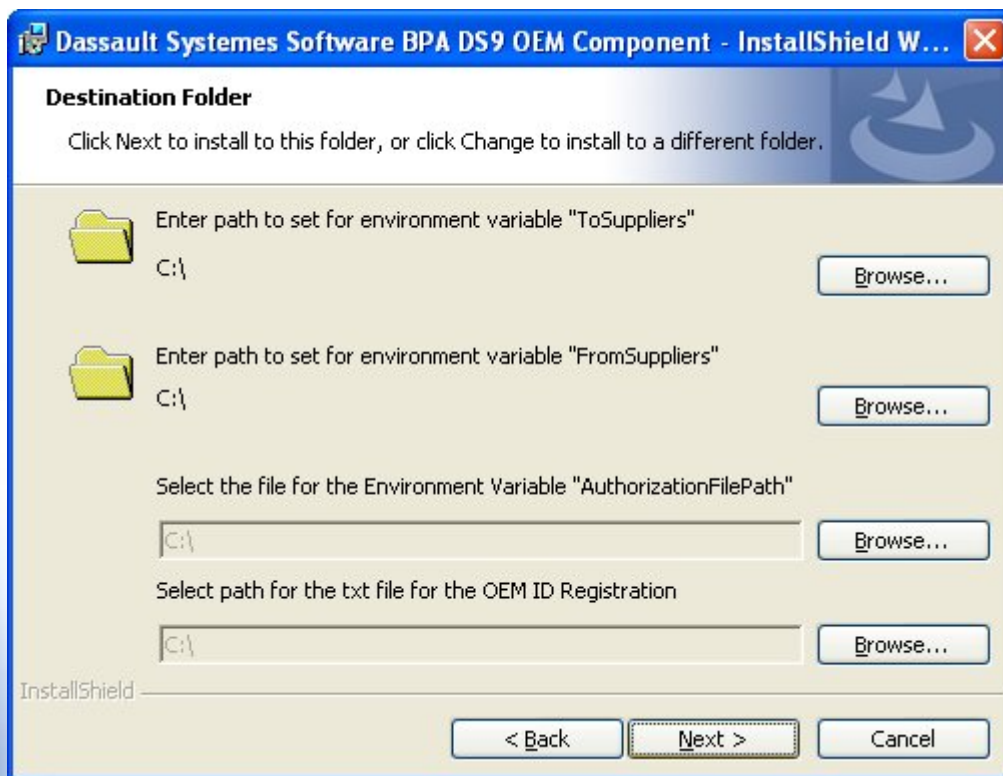 Dassault Systemes Software BPA DS9 OEM Component - InstallShield W...
Destination Folder
Click Next to install to this folder, or click Change to install to a different folder.
Enter path to set for environment variable "ToSuppliers"
C:\
Browse...
Enter path to set for environment variable "FromSuppliers"
C:\
Browse...
Select the file for the Environment Variable "AuthorizationFilePath"
C:\
Browse...
Select path for the txt file for the OEM ID Registration
C:\
Browse...
InstallShield
< Back
Next >
Cancel